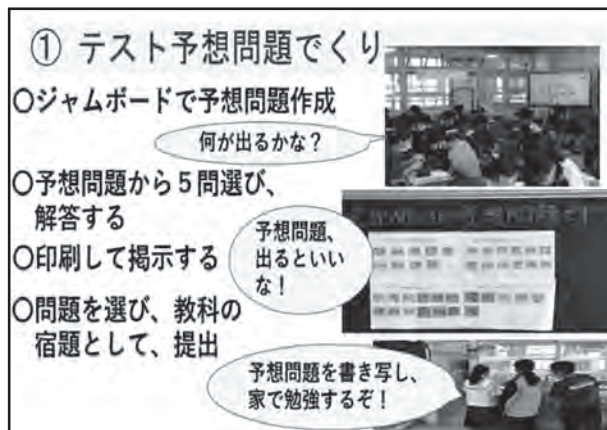 ① テスト予想問題でくり
○ジャムボードで予想問題作成
何が出るかな？
○予想問題から５問選び、
解答する
予想問題、
出るといい
な！
○印刷して掲示する
○問題を選び、教科の
宿題として、提出
予想問題を書き写し、
家で勉強するぞ！